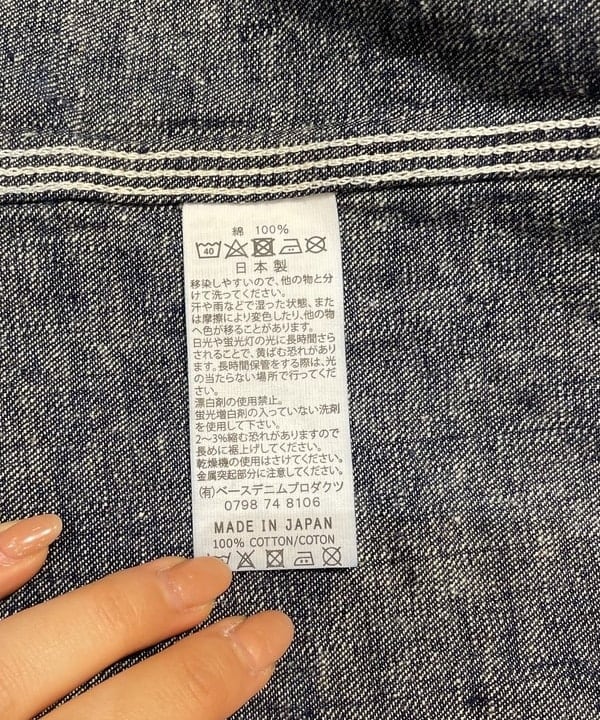 綿 100%
40
日本製
移染しやすいので、他の物と分
けて洗ってください。
汗や雨などで湿った状態、また
は摩擦により変色したり、他の物
へ色が移ることがあります。
日光や蛍光灯の光に長時間さら
されることで、黄ばむ恐れがあり
ます。長時間保管をする際は、光
の当たらない場所で行ってくださ
い。
漂白剤の使用禁止。
蛍光増白剤の入っていない洗剤
を使用して下さい。
2〜3%縮む恐れがありますので
長めに裾上げしてください。
乾燥機の使用はさけてください。
金属突起部分に注意してください。
(有)ベースデニムプロダクツ
0798 74 8106
MADE IN JAPAN
100% COTTON/COTON